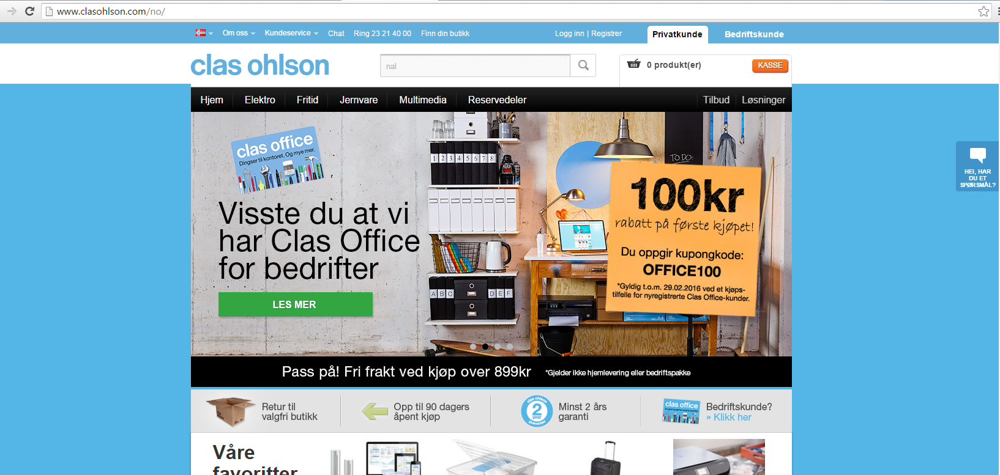 www.clasohlson.com/no/
Om oss
Kundeservice
Chat
Ring 23 21 40 00
Finn din butikk
Logg inn | Registrer
Privatkunde
Bedriftskunde
clas ohlson
nal
0 produkt(er)
KASSE
Hjem
Elektro
Fritid
Jernvare
Multimedia
Reservedeler
Tilbud
Løsninger
clas office
Dingser til kontoret. Og mye mer.
Visste du at vi
har Clas Office
for bedrifter
LES MER
1 2 3 4 5 6 7 8
A B C
D E F
TO DO:
100kr
rabatt på første kjøpet!
Du oppgir kupongkode:
OFFICE100
*Gyldig t.o.m. 29.02.2016 ved et kjøps-
tilfelle for nyregistrerte Clas Office-kunder.
A4
HEI, HAR
DU ET
SPØRSMÅL?
Pass på! Fri frakt ved kjøp over 899kr
*Gjelder ikke hjemlevering eller bedriftspakke
Retur til
valgfri butikk
Opp til 90 dagers
åpent kjøp
clas ohlson
2
year
guarantee
Minst 2 års
garanti
clas office
Bedriftskunde?
» Klikk her
Våre
favoritter